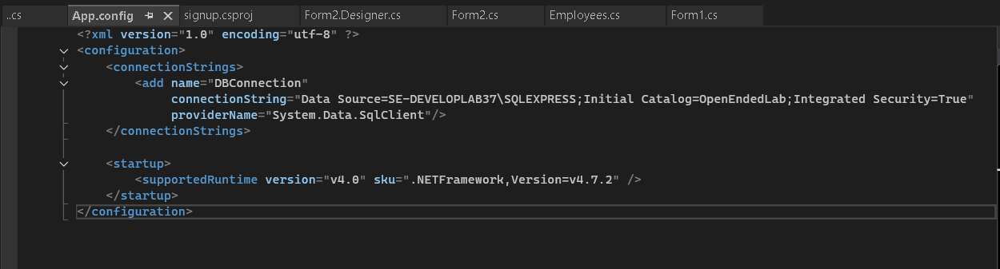 ..cs App.config signup.csproj Form2.Designer.cs Form2.cs Employees.cs Form1.cs
<?xml version="1.0" encoding="utf-8" ?>
<configuration>
    <connectionStrings>
        <add name="DBConnection"
             connectionString="Data Source=SE-DEVELOPLAB37\SQLEXPRESS;Initial Catalog=OpenEndedLab;Integrated Security=True"
             providerName="System.Data.SqlClient"/>
    </connectionStrings>
    <startup>
        <supportedRuntime version="v4.0" sku=".NETFramework,Version=v4.7.2" />
    </startup>
</configuration>